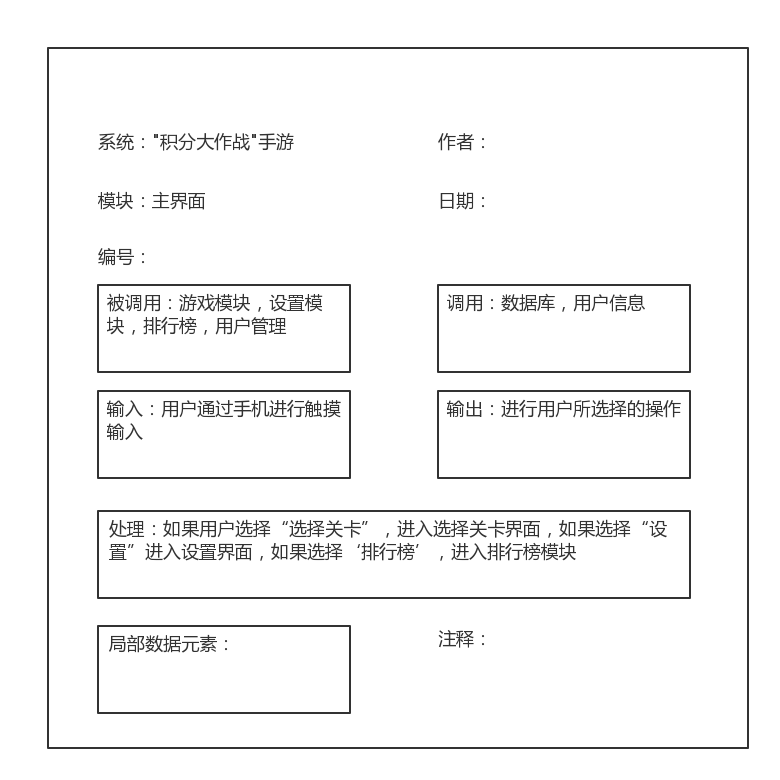 系统："积分大作战"手游
作者：
模块：主界面
日期：
编号：
被调用：游戏模块，设置模
块，排行榜，用户管理
调用：数据库，用户信息
输入：用户通过手机进行触摸
输入
输出：进行用户所选择的操作
处理：如果用户选择“选择关卡”，进入选择关卡界面，如果选择“设
置”进入设置界面，如果选择‘排行榜’，进入排行榜模块
局部数据元素：
注释：